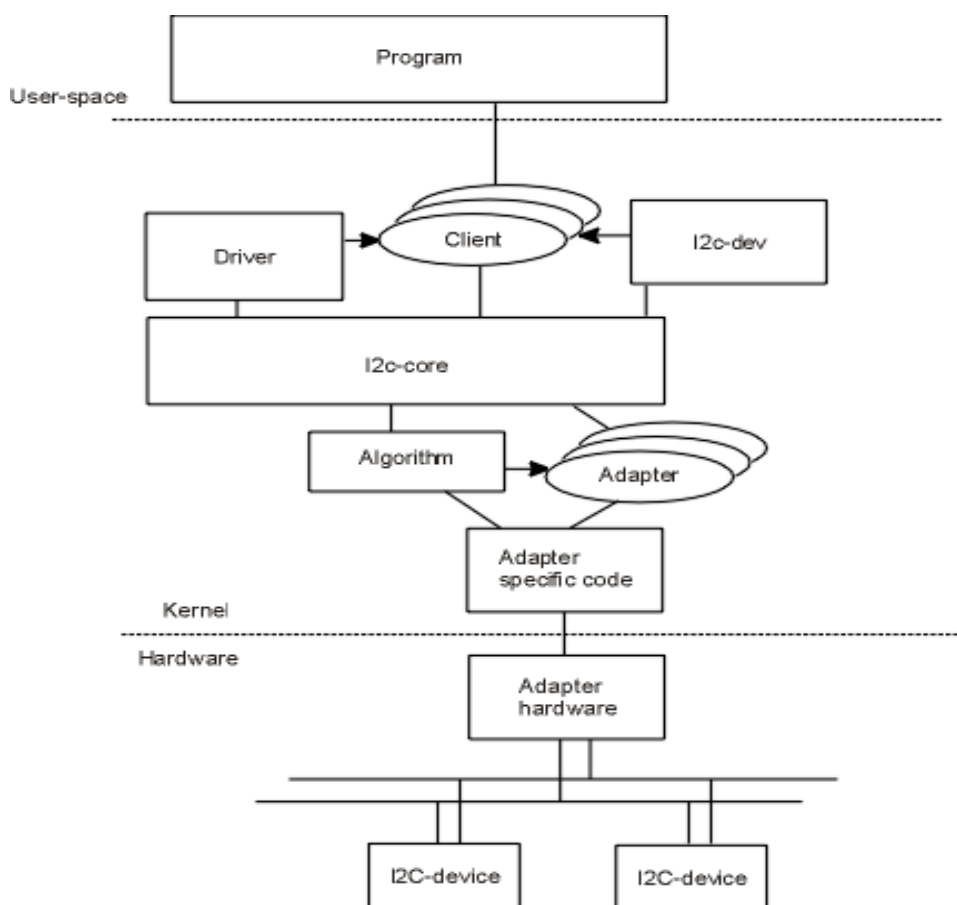 Program
User-space
Driver
Client
I2c-dev
I2c-core
Algorithm
Adapter
Adapter
specific code
Kernel
Hardware
Adapter
hardware
I2C-device
I2C-device